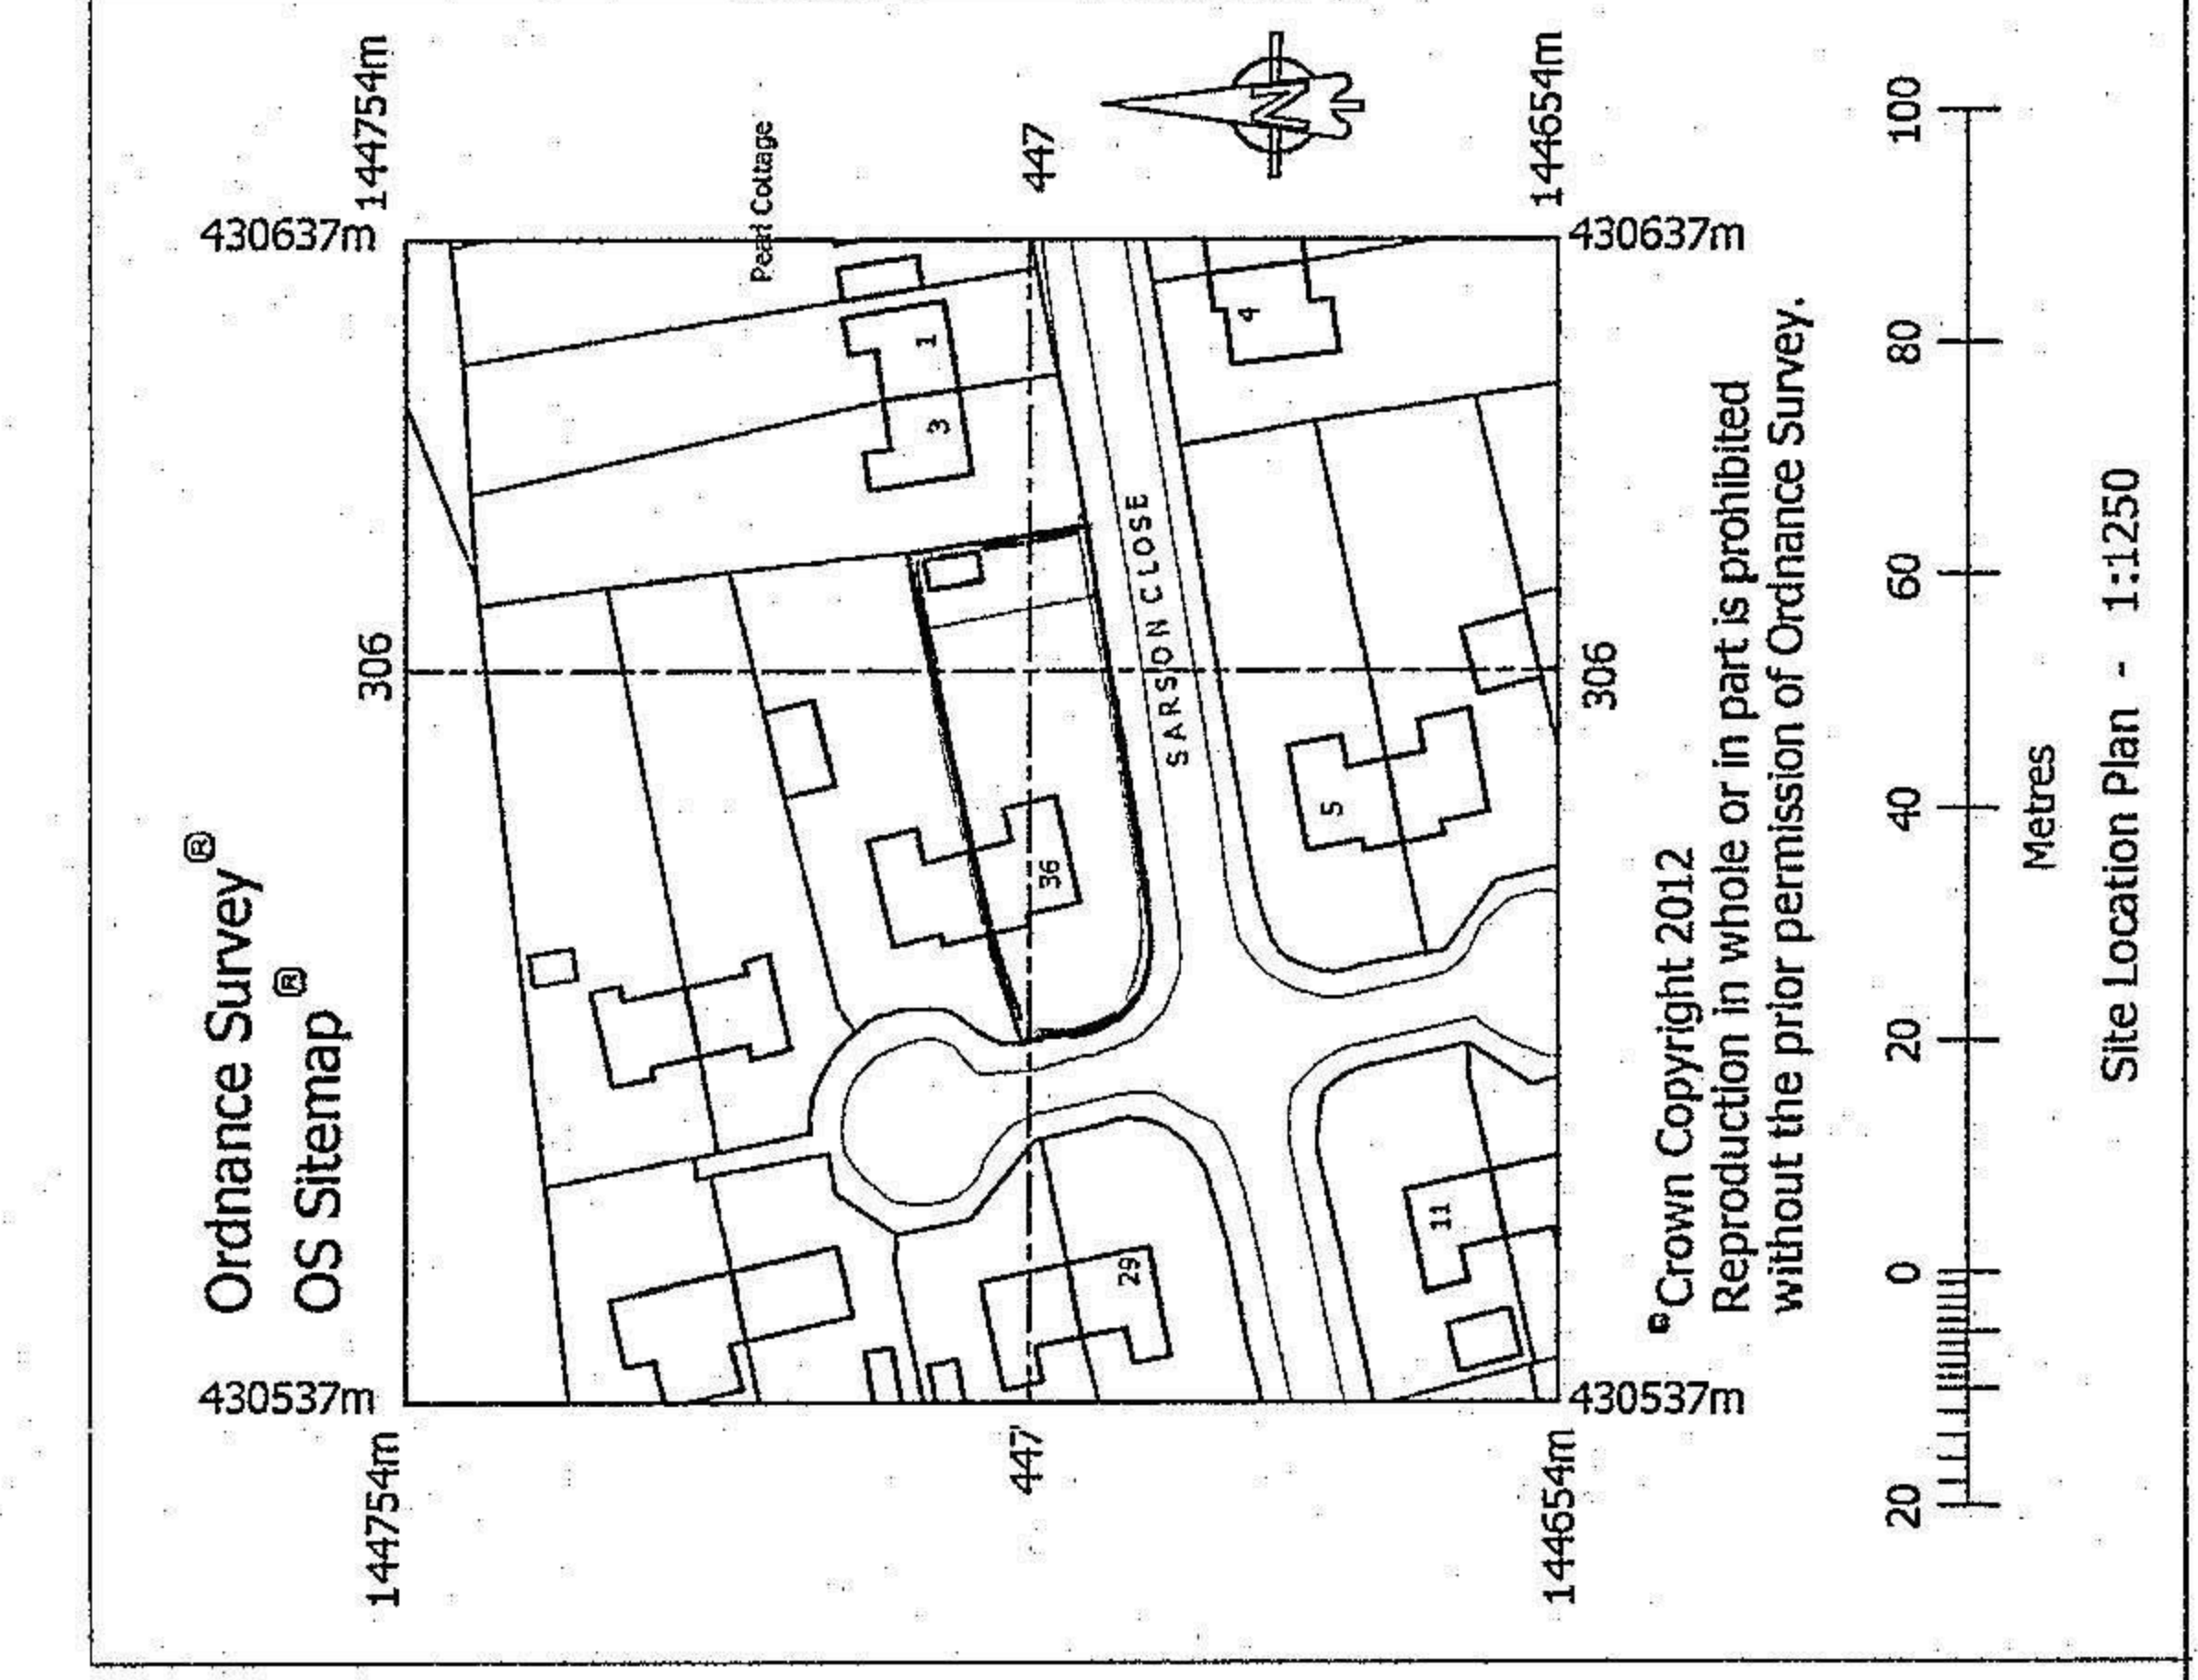 Ordnance Survey®
OS Sitemap®
430537m
430637m
144754m
306
144754m
Pearl Cottage
1
3
36
447
447
SARSON CLOSE
29
5
4
11
144654m
306
144654m
430537m
430637m
N
© Crown Copyright 2012
Reproduction in whole or in part is prohibited
without the prior permission of Ordnance Survey.
20 0 20 40 60 80 100
Metres
Site Location Plan - 1:1250